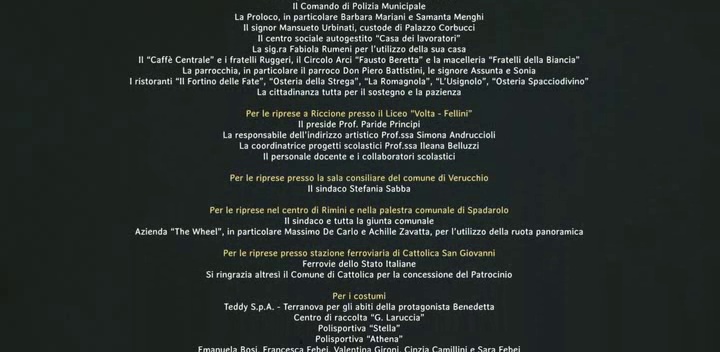 Il Comando di Polizia Municipale
La Proloco, in particolare Barbara Mariani e Samanta Menghi
Il signor Mansueto Urbinati, custode di Palazzo Corbucci
Il centro sociale autogestito "Casa dei lavoratori"
La sig.ra Fabiola Rumeni per l'utilizzo della sua casa
Il "Caffè Centrale" e i fratelli Ruggeri, il Circolo Arci "Fausto Beretta" e la macelleria "Fratelli della Biancia"
La parrocchia, in particolare il parroco Don Piero Battistini, le signore Assunta e Sonia
I ristoranti "Il Fortino delle Fate", "Osteria della Strega", "La Romagnola", "L'Usignolo", "Osteria Spacciodivino"
La cittadinanza tutta per il sostegno e la pazienza
Per le riprese a Riccione presso il Liceo "Volta - Fellini"
Il preside Prof. Paride Principi
La responsabile dell'indirizzo artistico Prof.ssa Simona Andruccioli
La coordinatrice progetti scolastici Prof.ssa Ileana Belluzzi
Il personale docente e i collaboratori scolastici
Per le riprese presso la sala consiliare del comune di Verucchio
Il sindaco Stefania Sabba
Per le riprese nel centro di Rimini e nella palestra comunale di Spadarolo
Il sindaco e tutta la giunta comunale
Azienda "The Wheel", in particolare Massimo De Carlo e Achille Zavatta, per l'utilizzo della ruota panoramica
Per le riprese presso stazione ferroviaria di Cattolica San Giovanni
Ferrovie dello Stato Italiane
Si ringrazia altresì il Comune di Cattolica per la concessione del Patrocinio
Per i costumi
Teddy S.p.A. - Terranova per gli abiti della protagonista Benedetta
Centro di raccolta "G. Laruccia"
Polisportiva "Stella"
Polisportiva "Athena"
Emanuela Bosi, Francesca Febei, Valentina Gironi, Cinzia Camillini e Sara Febei